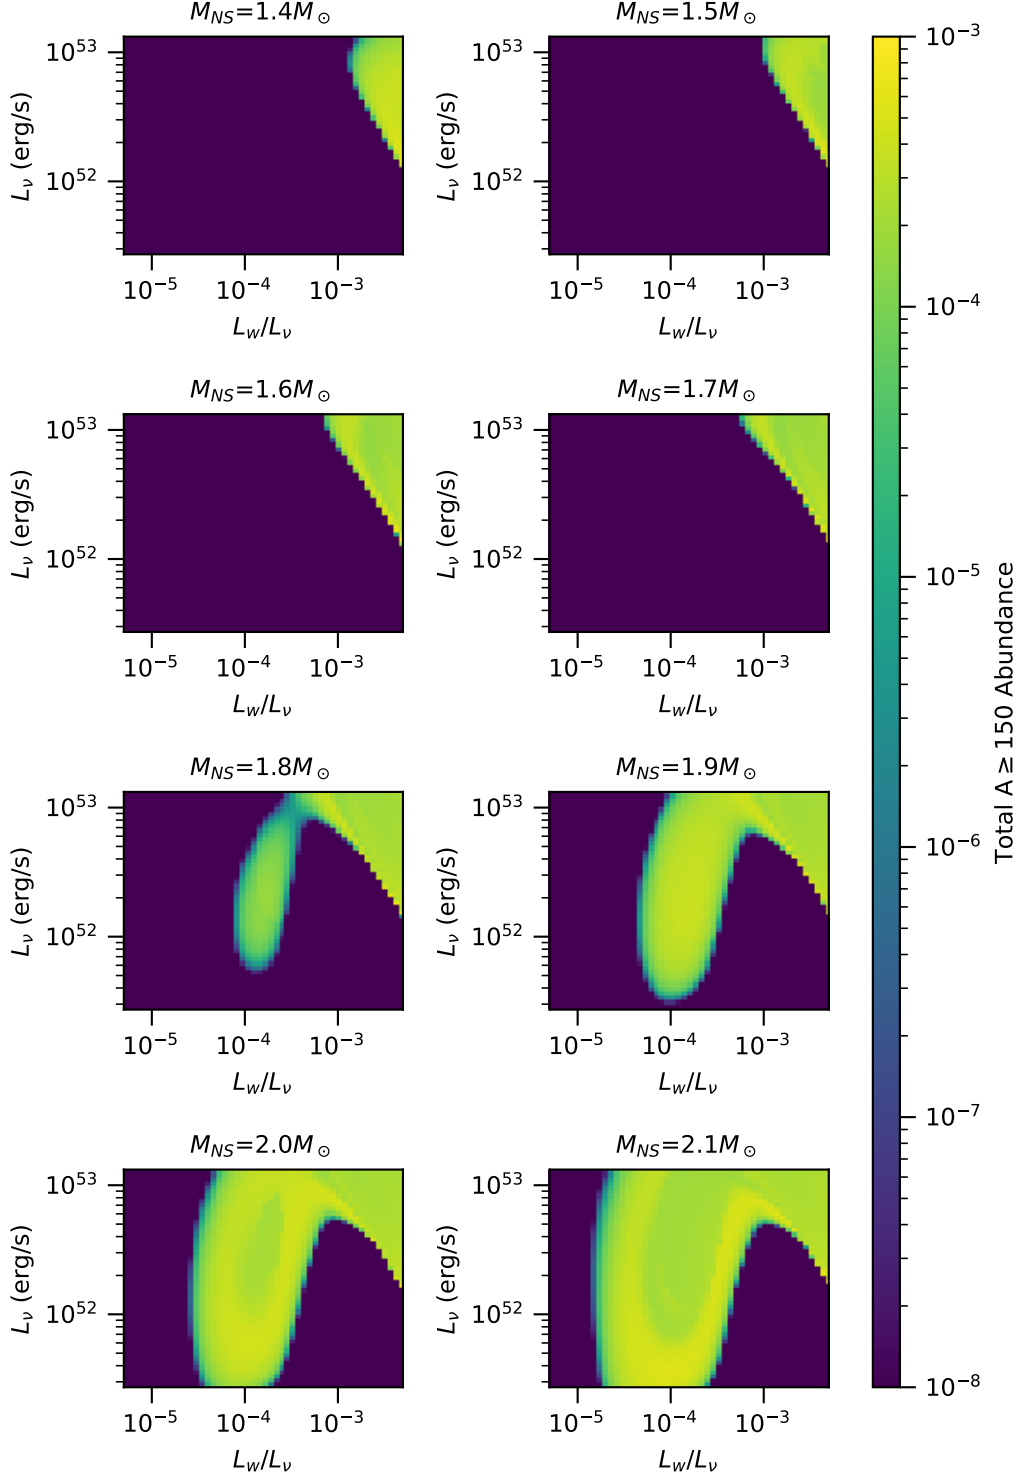 M_NS=1.4M_⊙ M_NS=1.5M_⊙
10^53 10^53 10^−3
L_ν (erg/s) L_ν (erg/s)
10^52 10^52
10^−5 10^−4 10^−3 10^−5 10^−4 10^−3 10^−4
L_w/L_ν L_w/L_ν
M_NS=1.6M_⊙ M_NS=1.7M_⊙
10^53 10^53
L_ν (erg/s) L_ν (erg/s)
10^52 10^52 10^−5
10^−5 10^−4 10^−3 10^−5 10^−4 10^−3
L_w/L_ν L_w/L_ν
Total A ≥ 150 Abundance
M_NS=1.8M_⊙ M_NS=1.9M_⊙
10^53 10^53 10^−6
L_ν (erg/s) L_ν (erg/s)
10^52 10^52
10^−5 10^−4 10^−3 10^−5 10^−4 10^−3
L_w/L_ν L_w/L_ν
10^−7
M_NS=2.0M_⊙ M_NS=2.1M_⊙
10^53 10^53
L_ν (erg/s) L_ν (erg/s)
10^52 10^52
10^−8
10^−5 10^−4 10^−3 10^−5 10^−4 10^−3
L_w/L_ν L_w/L_ν